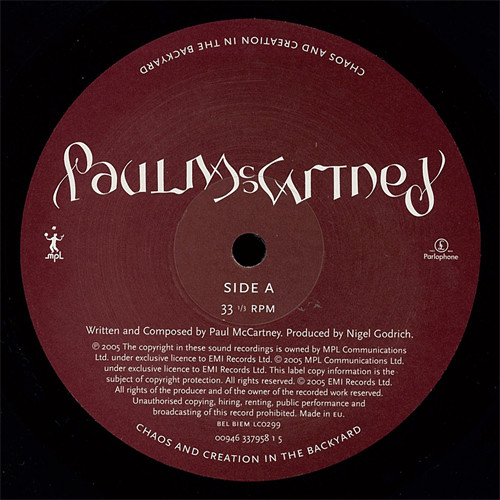 CHAOS AND CREATION IN THE BACKYARD
PAUL McCARTNEY
mpl
Parlophone
SIDE A
33 1/3 RPM
Written and Composed by Paul McCartney. Produced by Nigel Godrich.
℗ 2005 The copyright in these sound recordings is owned by MPL Communications
Ltd. under exclusive licence to EMI Records Ltd. © 2005 MPL Communications Ltd.
under exclusive licence to EMI Records Ltd. This label copy information is the
subject of copyright protection. All rights reserved. © 2005 EMI Records Ltd.
All rights of the producer and of the owner of the recorded work reserved.
Unauthorised copying, hiring, renting, public performance and
broadcasting of this record prohibited. Made in EU.
BEL BIEM LC0299
00946 337958 1 5
CHAOS AND CREATION IN THE BACKYARD